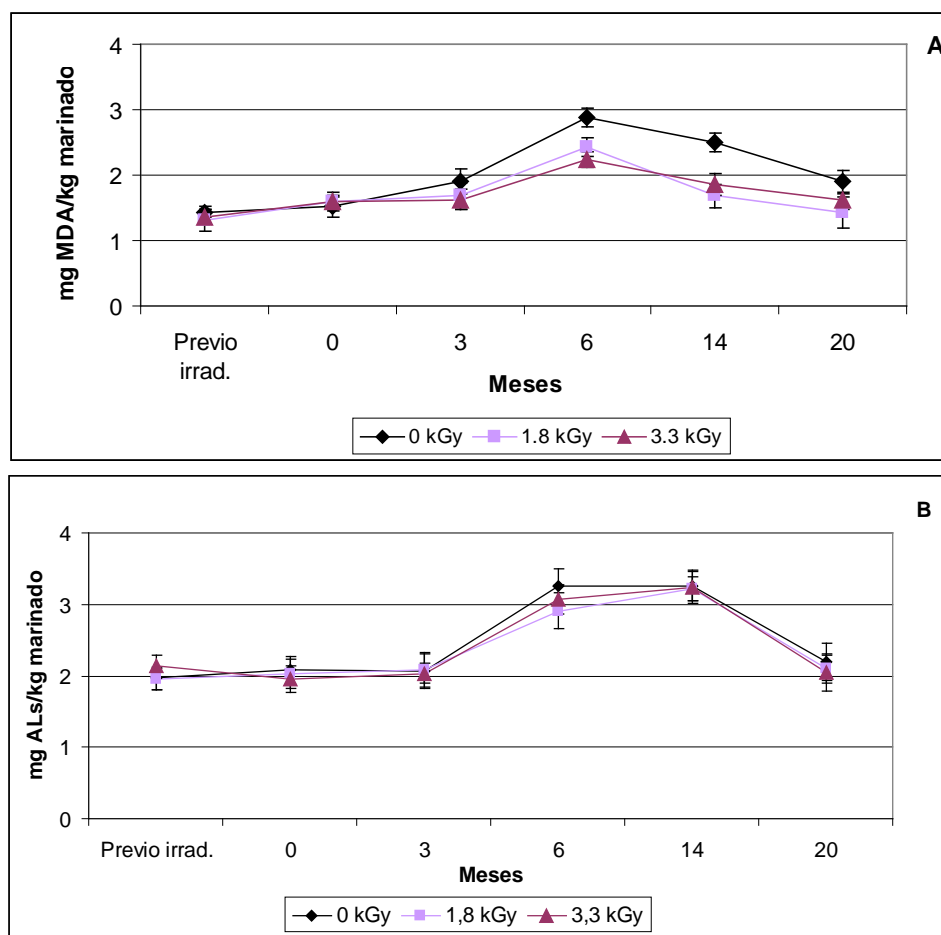 A
mg MDA/kg marinado
4
3
2
1
0
Previo
irrad.
0
3
6
14
20
Meses
0 kGy
1.8 kGy
3.3 kGy
B
mg ALs/kg marinado
4
3
2
1
0
Previo irrad.
0
3
6
14
20
Meses
0 kGy
1,8 kGy
3,3 kGy